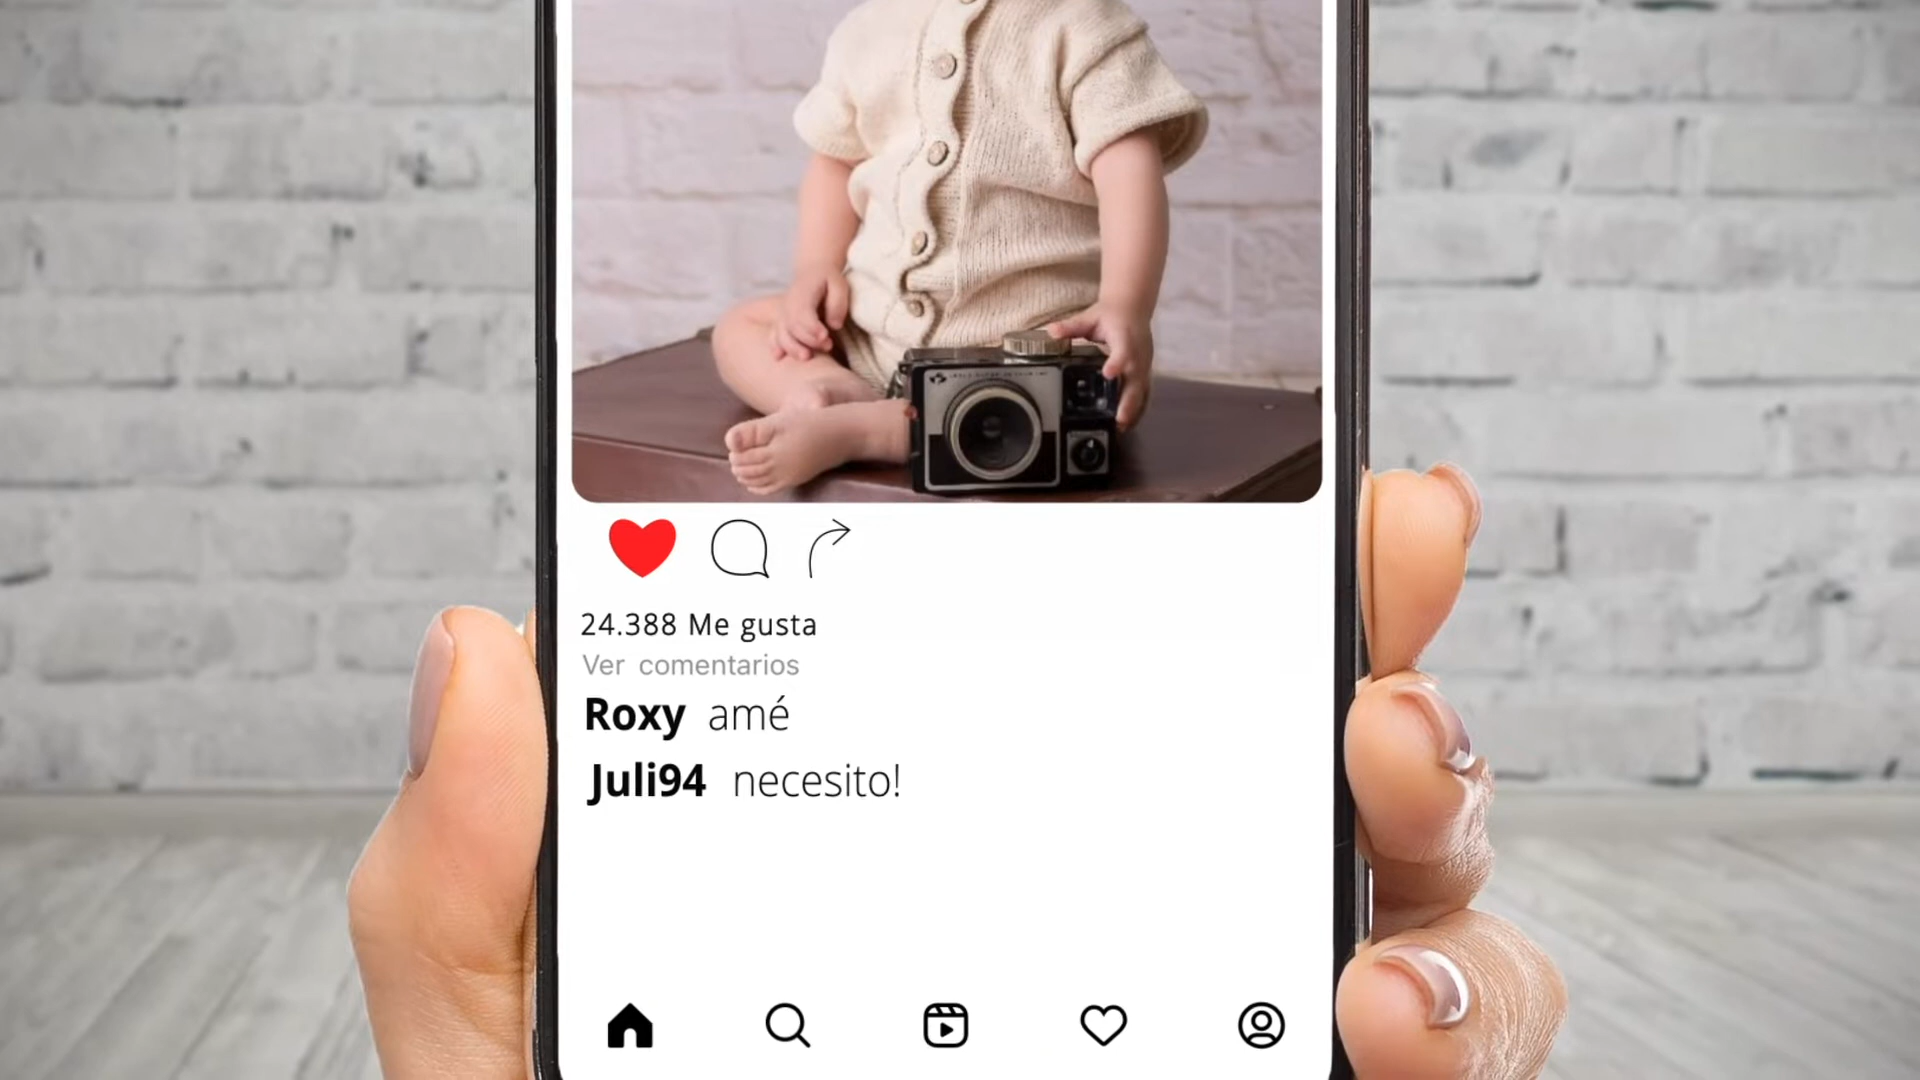 24.388 Me gusta
Ver comentarios
Roxy amé
Juli94 necesito!